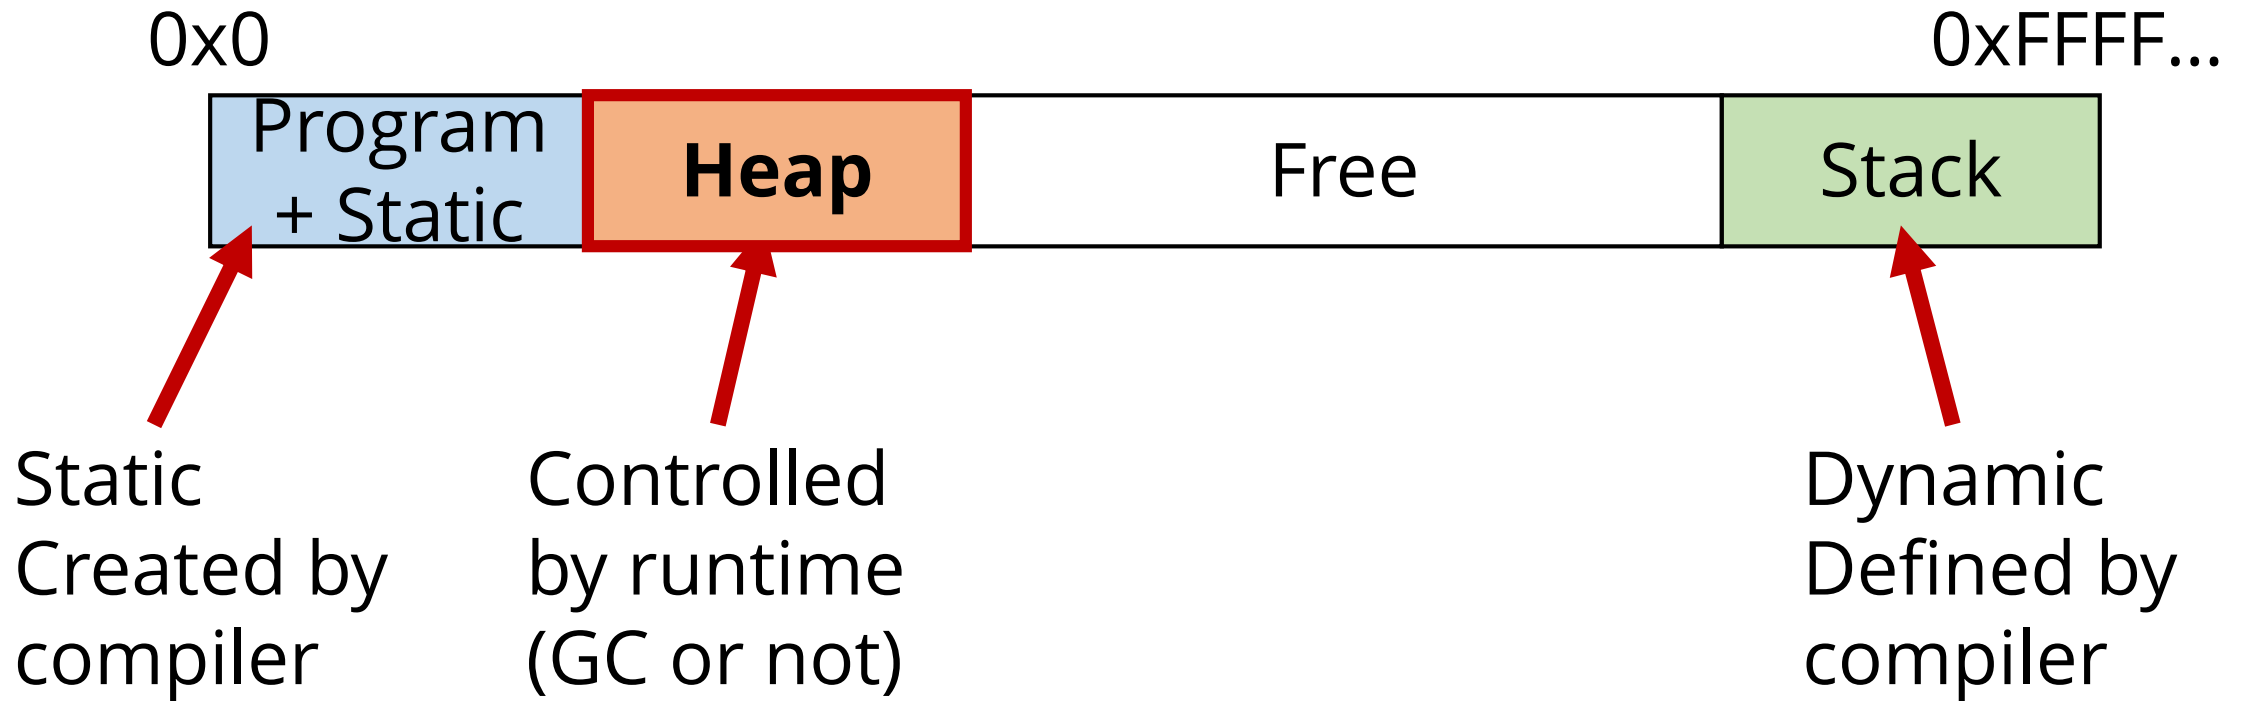 0x0
0xFFFF...
Program
+ Static
Heap
Free
Stack
Static
Created by
compiler
Controlled
by runtime
(GC or not)
Dynamic
Defined by
compiler